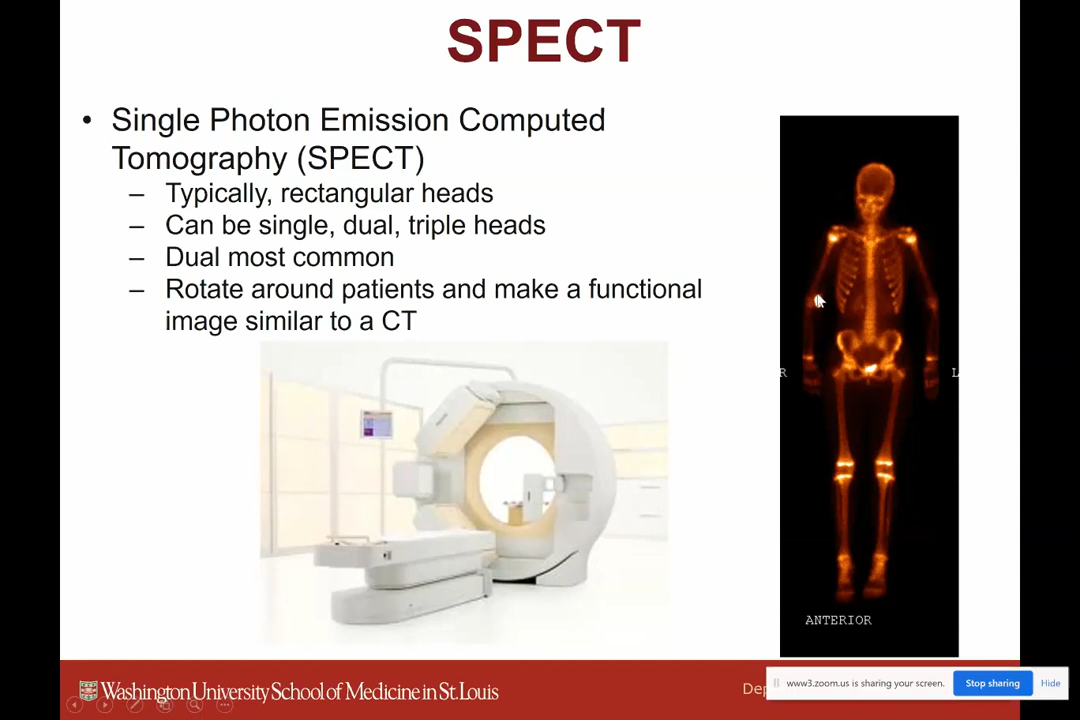 SPECT
• Single Photon Emission Computed
Tomography (SPECT)
– Typically, rectangular heads
– Can be single, dual, triple heads
– Dual most common
– Rotate around patients and make a functional
image similar to a CT
R
L
ANTERIOR
Washington University School of Medicine in St. Louis
www3.zoom.us is sharing your screen.
Stop sharing
Hide